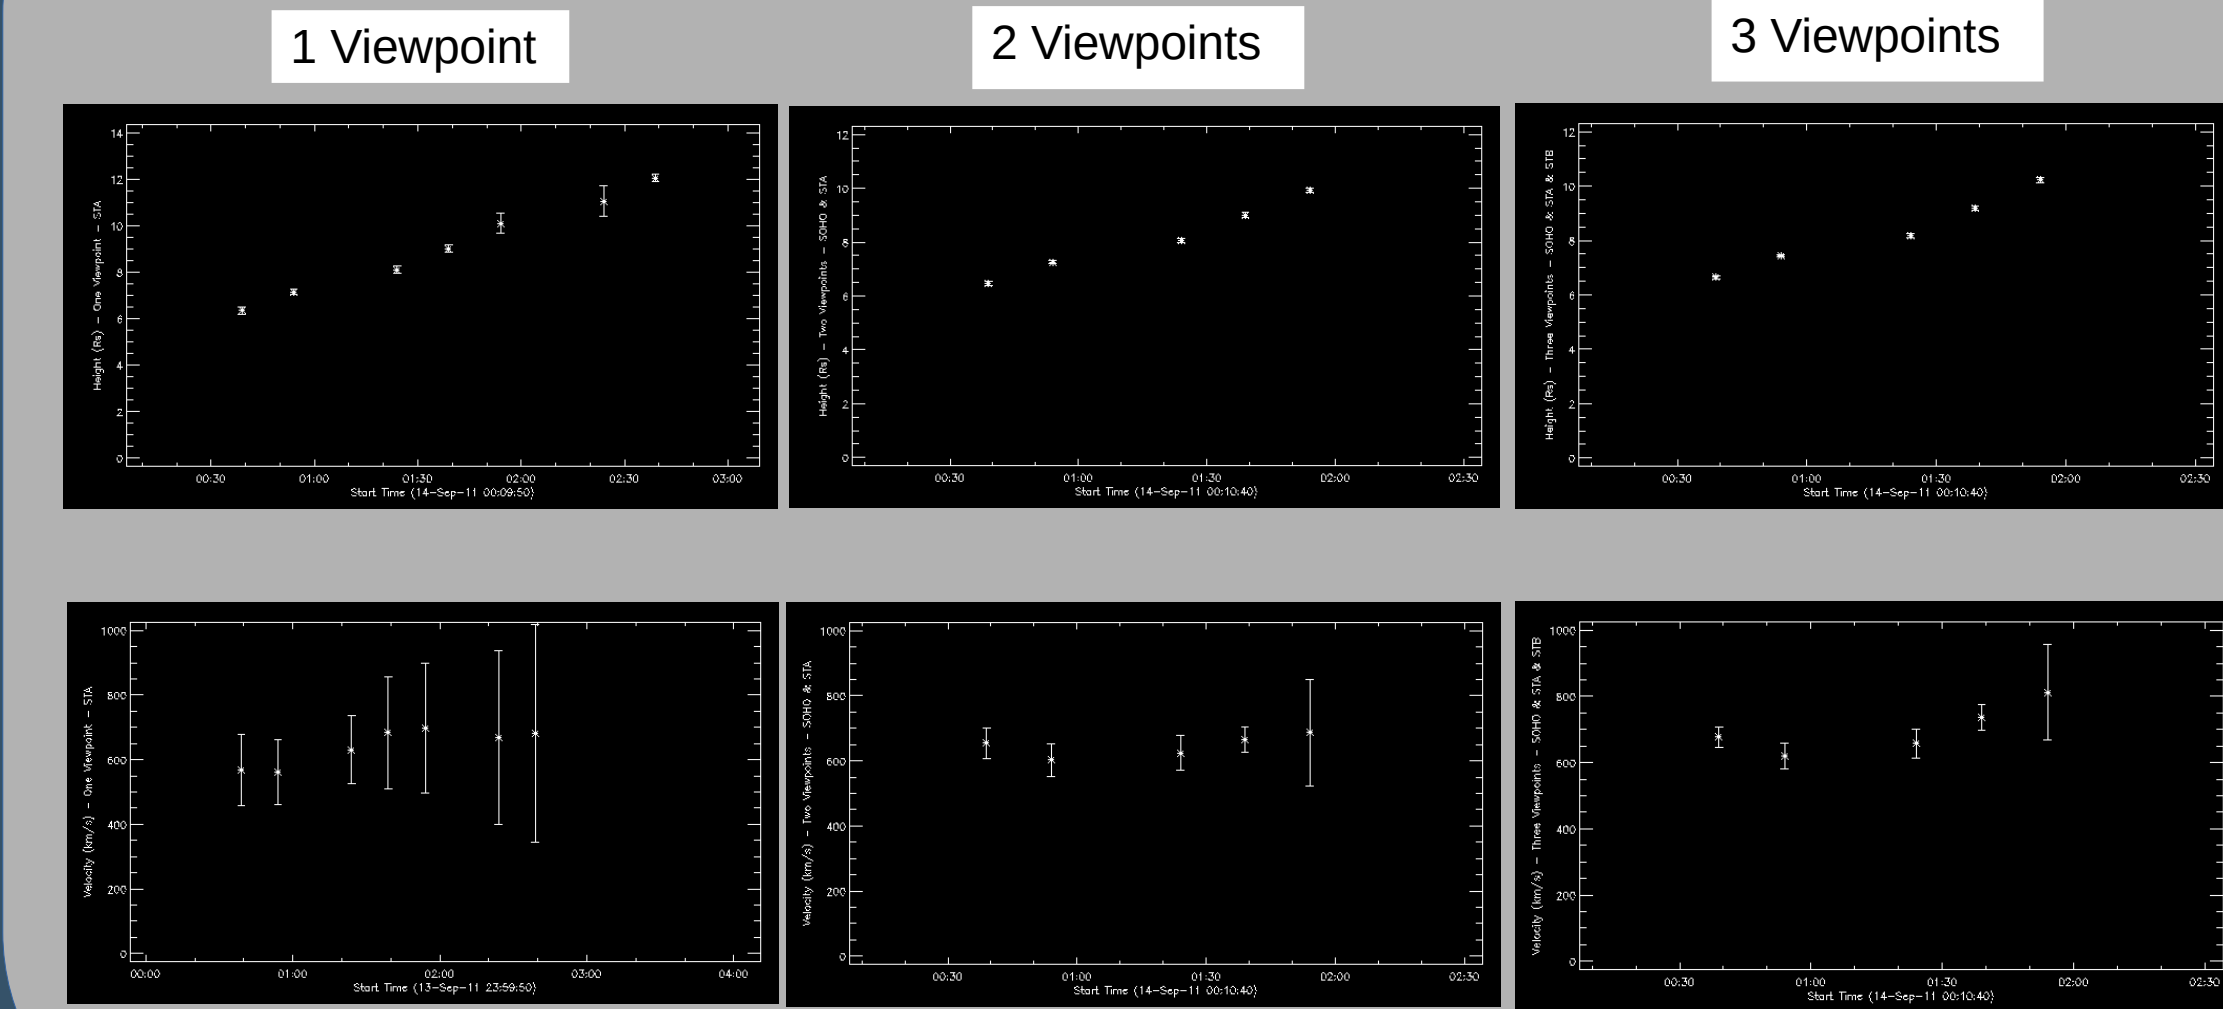 1 Viewpoint
2 Viewpoints
3 Viewpoints
Height (Rs) – One Viewpoint – STA
14
12
10
8
6
4
2
0
00:30 01:00 01:30 02:00 02:30 03:00
Start Time (14-Sep-11 00:09:50)
Height (Rs) – Two Viewpoints – SOHO & STA
12
10
8
6
4
2
0
00:30 01:00 01:30 02:00 02:30
Start Time (14-Sep-11 00:10:40)
Height (Rs) – Three Viewpoints – SOHO & STA & STB
12
10
8
6
4
2
0
00:30 01:00 01:30 02:00 02:30
Start Time (14-Sep-11 00:10:40)
Velocity (km/s) – One Viewpoint – STA
1000
800
600
400
200
0
00:00 01:00 02:00 03:00 04:00
Start Time (13-Sep-11 23:59:50)
Velocity (km/s) – Two Viewpoints – SOHO & STA
1000
800
600
400
200
0
00:30 01:00 01:30 02:00 02:30
Start Time (14-Sep-11 00:10:40)
Velocity (km/s) – Three Viewpoints – SOHO & STA & STB
1000
800
600
400
200
0
00:30 01:00 01:30 02:00 02:30
Start Time (14-Sep-11 00:10:40)